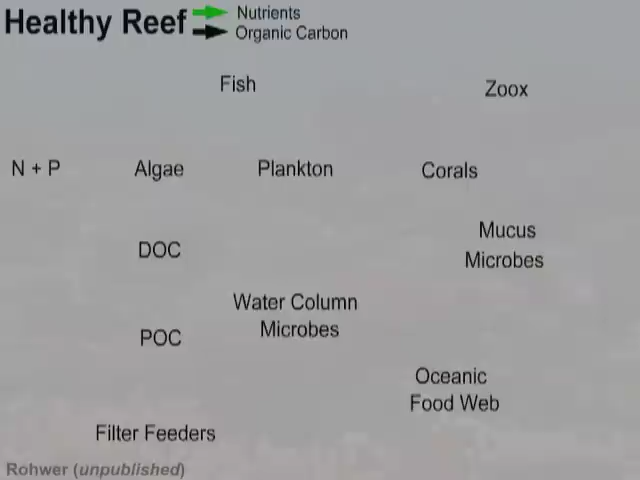 Healthy Reef
Nutrients
Organic Carbon
Fish
Zoox
N + P
Algae
Plankton
Corals
Mucus
Microbes
DOC
Water Column
Microbes
POC
Oceanic
Food Web
Filter Feeders
Rohwer (unpublished)